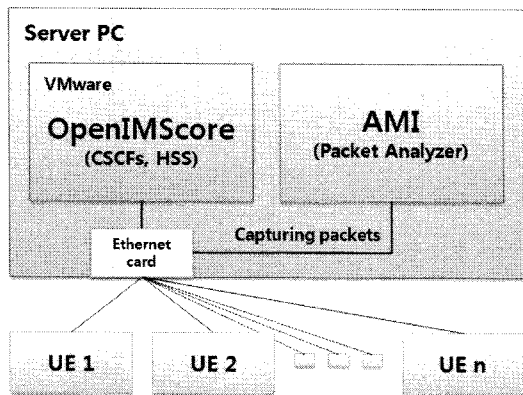 Server PC
VMware
OpenIMScore
(CSCFs, HSS)
AMI
(Packet Analyzer)
Ethernet
card
Capturing packets
UE 1
UE 2
UE n